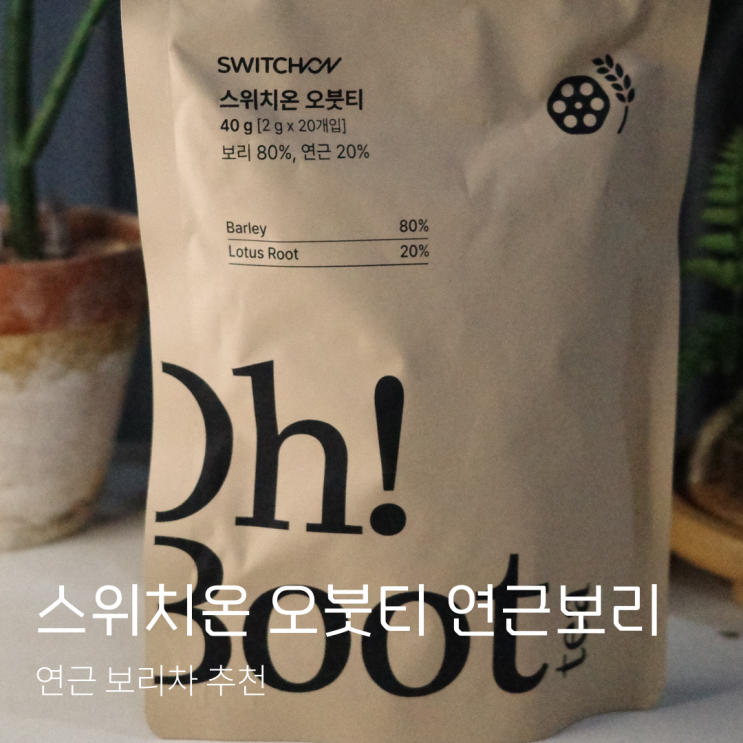 SWITCHON
스위치온 오붓티
40 g [2 g x 20개입]
보리 80%, 연근 20%
Barley 80%
Lotus Root 20%
Oh!
Boot
tea
스위치온 오붓티 연근보리
연근 보리차 추천